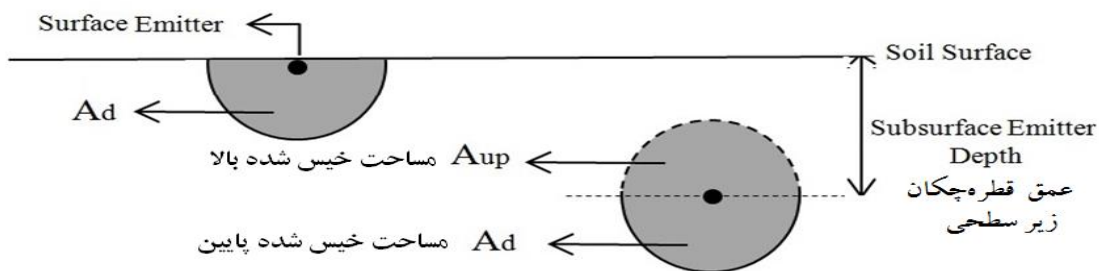 Surface Emitter
Soil Surface
Ad
Subsurface Emitter
Depth
عمق قطره‌چکان
زیر سطحی
مساحت خیس شده بالا Aup
مساحت خیس شده پایین Ad